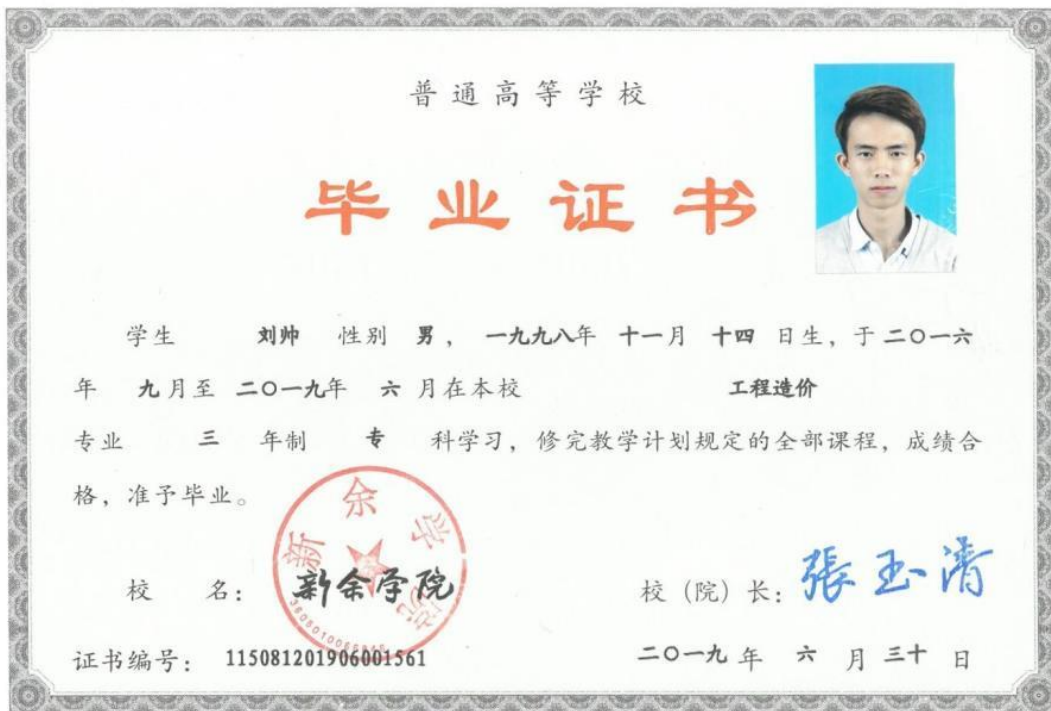 普通高等学校
毕业证书
学生 刘帅 性别 男， 一九九八年 十一月 十四 日生，于二〇一六
年 九月至 二〇一九年 六 月在本校 工程造价
专业 三 年制 专 科学习，修完教学计划规定的全部课程，成绩合
格，准予毕业。
新余学院
校 名： 新余学院
校（院）长： 張玉清
证书编号： 115081201906001561
二〇一九 年 六 月 三十 日